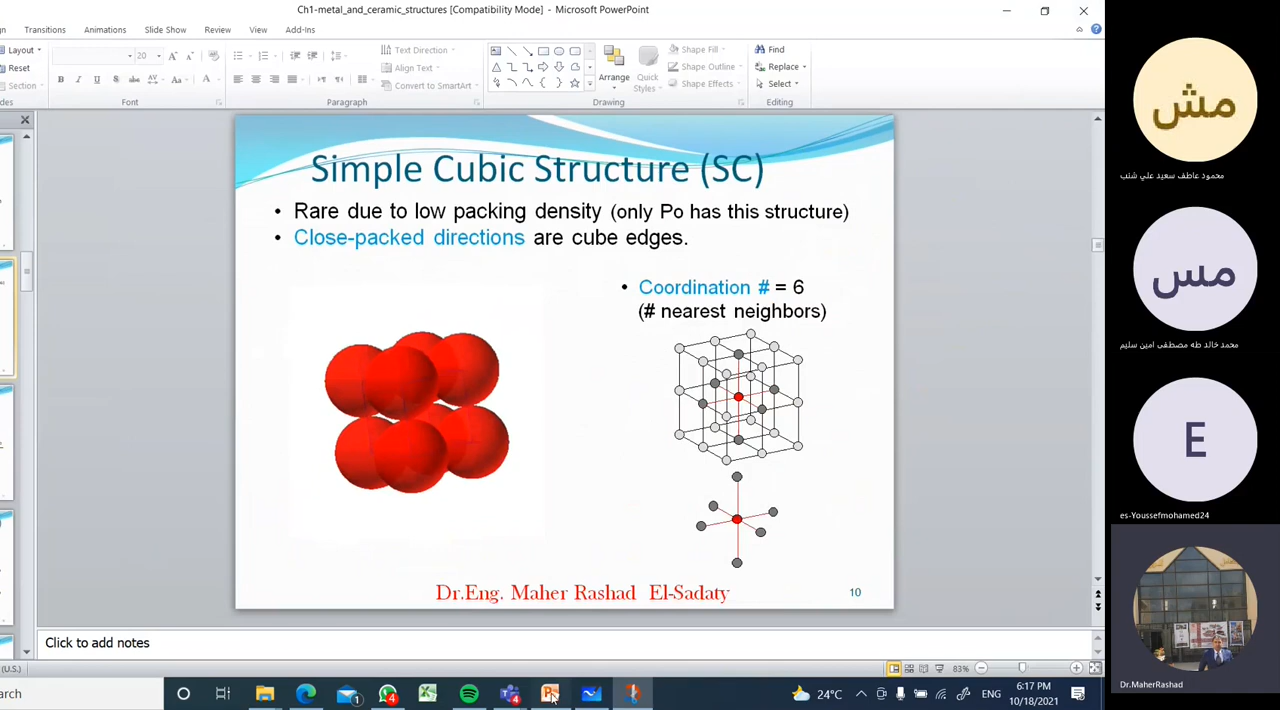 Ch1-metal_and_ceramic_structures [Compatibility Mode] - Microsoft PowerPoint
Transitions Animations Slide Show Review View Add-Ins
Layout
Reset
Section
20
Font
Text Direction
Align Text
Convert to SmartArt
Paragraph
Arrange
Quick
Styles
Shape Fill
Shape Outline
Shape Effects
Drawing
Find
Replace
Select
Editing
Simple Cubic Structure (SC)
• Rare due to low packing density (only Po has this structure)
• Close-packed directions are cube edges.
• Coordination # = 6
(# nearest neighbors)
Dr.Eng. Maher Rashad El-Sadaty
10
Click to add notes
(U.S.)
83%
arch
24°C
ENG
6:17 PM
10/18/2021
مش
محمود عاطف سعيد علي شنب
مس
محمد خالد طه مصطفى امين سليم
E
es-Youssefmohamed24
Dr.MaherRashad